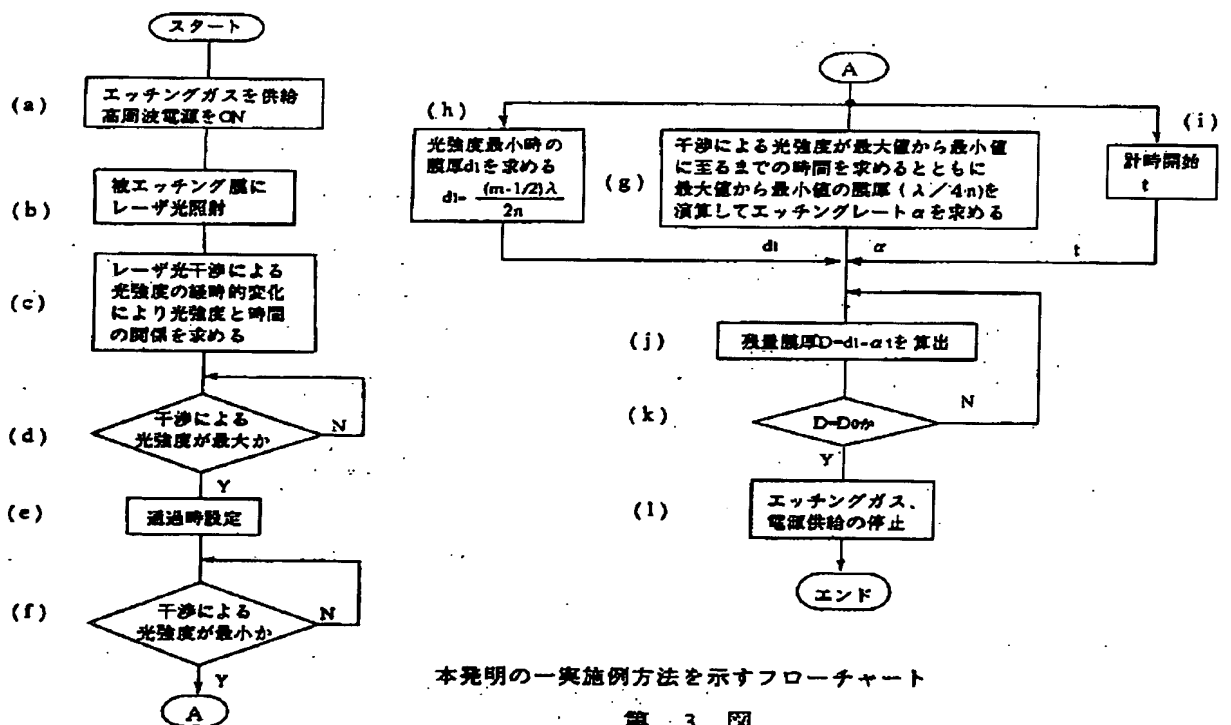 スタート
(a)
エッチングガスを供給
高周波電源をON
(b)
被エッチング膜に
レーザ光照射
(c)
レーザ光干渉による
光強度の経時的変化
により光強度と時間
の関係を求める
(d)
干渉による
光強度が最大か
N
Y
(e)
通過時設定
(f)
干渉による
光強度が最小か
N
Y
A
A
(h)
光強度最小時の
膜厚d1を求める
d1= (m-1/2)λ
2n
(g)
干渉による光強度が最大値から最小値
に至るまでの時間を求めるとともに
最大値から最小値の膜厚(λ/4n)を
演算してエッチングレートαを求める
(i)
計時開始
t
d1
α
t
(j)
残量膜厚D=d1-αtを算出
(k)
D=D0か
N
Y
(l)
エッチングガス、
電源供給の停止
エンド
本発明の一実施例方法を示すフローチャート
第 3 図